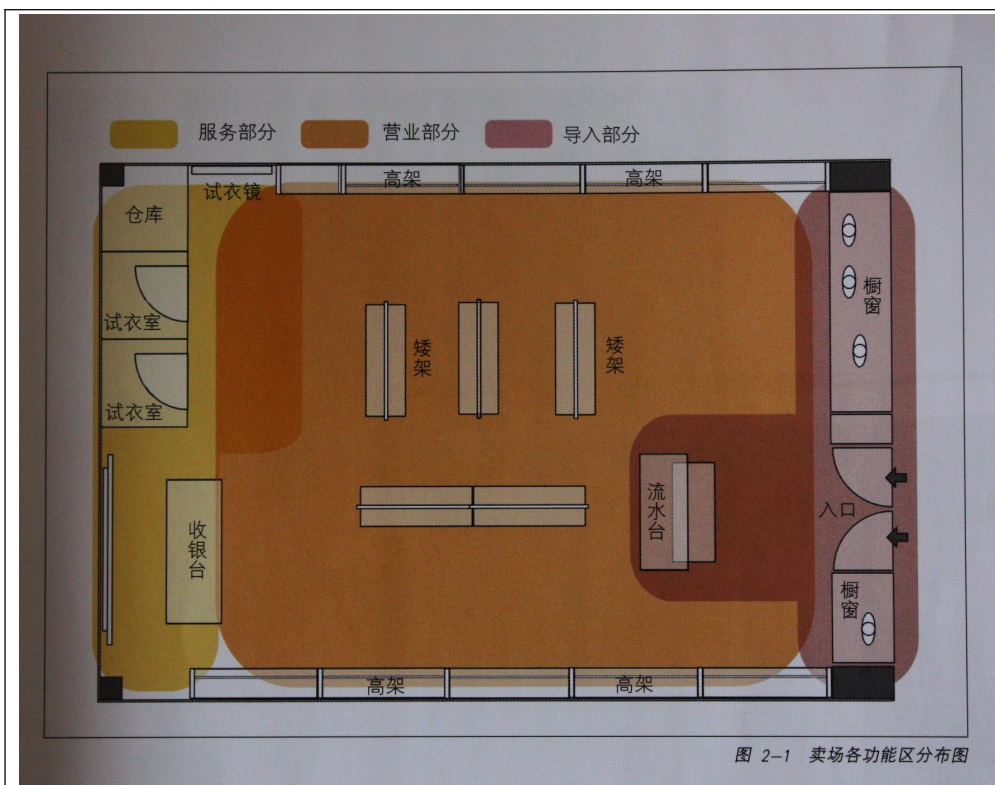 服务部分
营业部分
导入部分
高架
高架
试衣镜
仓库
橱窗
试衣室
矮架
矮架
试衣室
流水台
入口
收银台
橱窗
高架
高架
图 2-1 卖场各功能区分布图